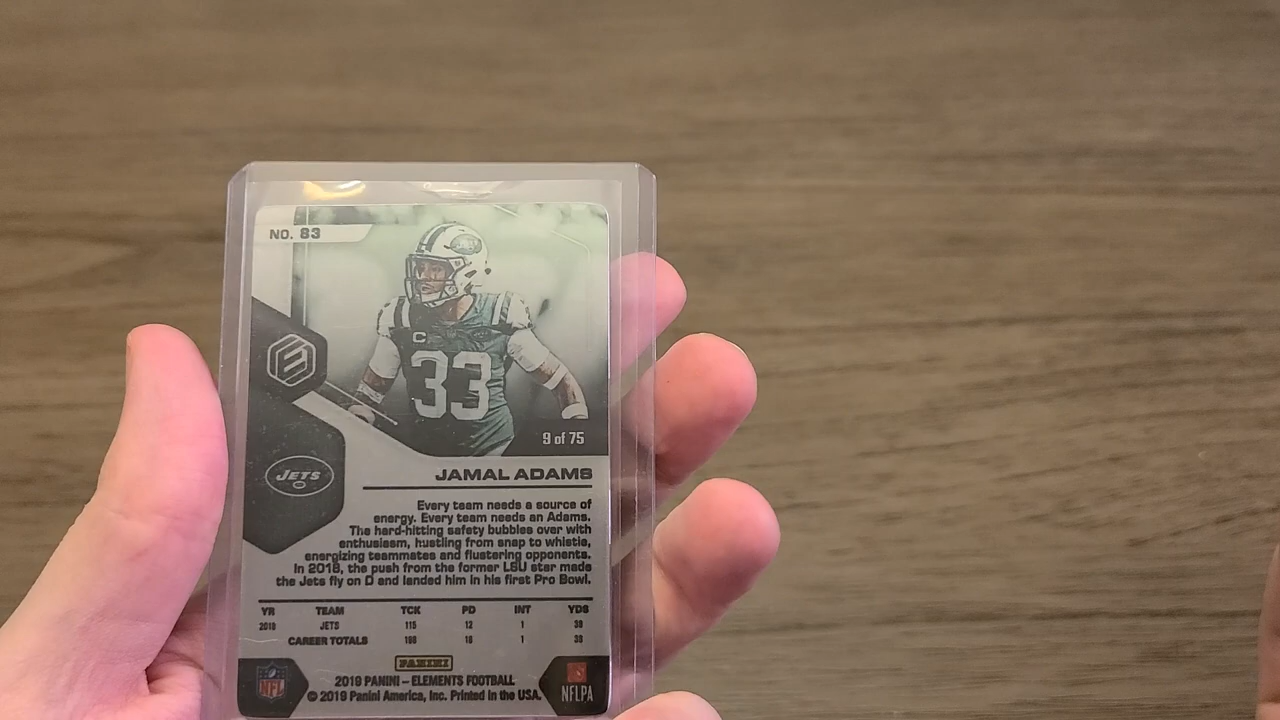 NO. 83
C
33
9 of 75
JETS
JAMAL ADAMS
Every team needs a source of
energy. Every team needs an Adams.
The hard-hitting safety bubbles over with
enthusiasm, hustling from snap to whistle,
energizing teammates and flustering opponents.
In 2018, the push from the former LSU star made
the Jets fly on D and landed him in his first Pro Bowl.
YR TEAM TCK PD INT YDS
JETS 115 12 1
CAREER TOTALS 198 1
PANINI
2019 PANINI – ELEMENTS FOOTBALL
© 2019 Panini America, Inc. Printed in the USA.
NFL
NFLPA